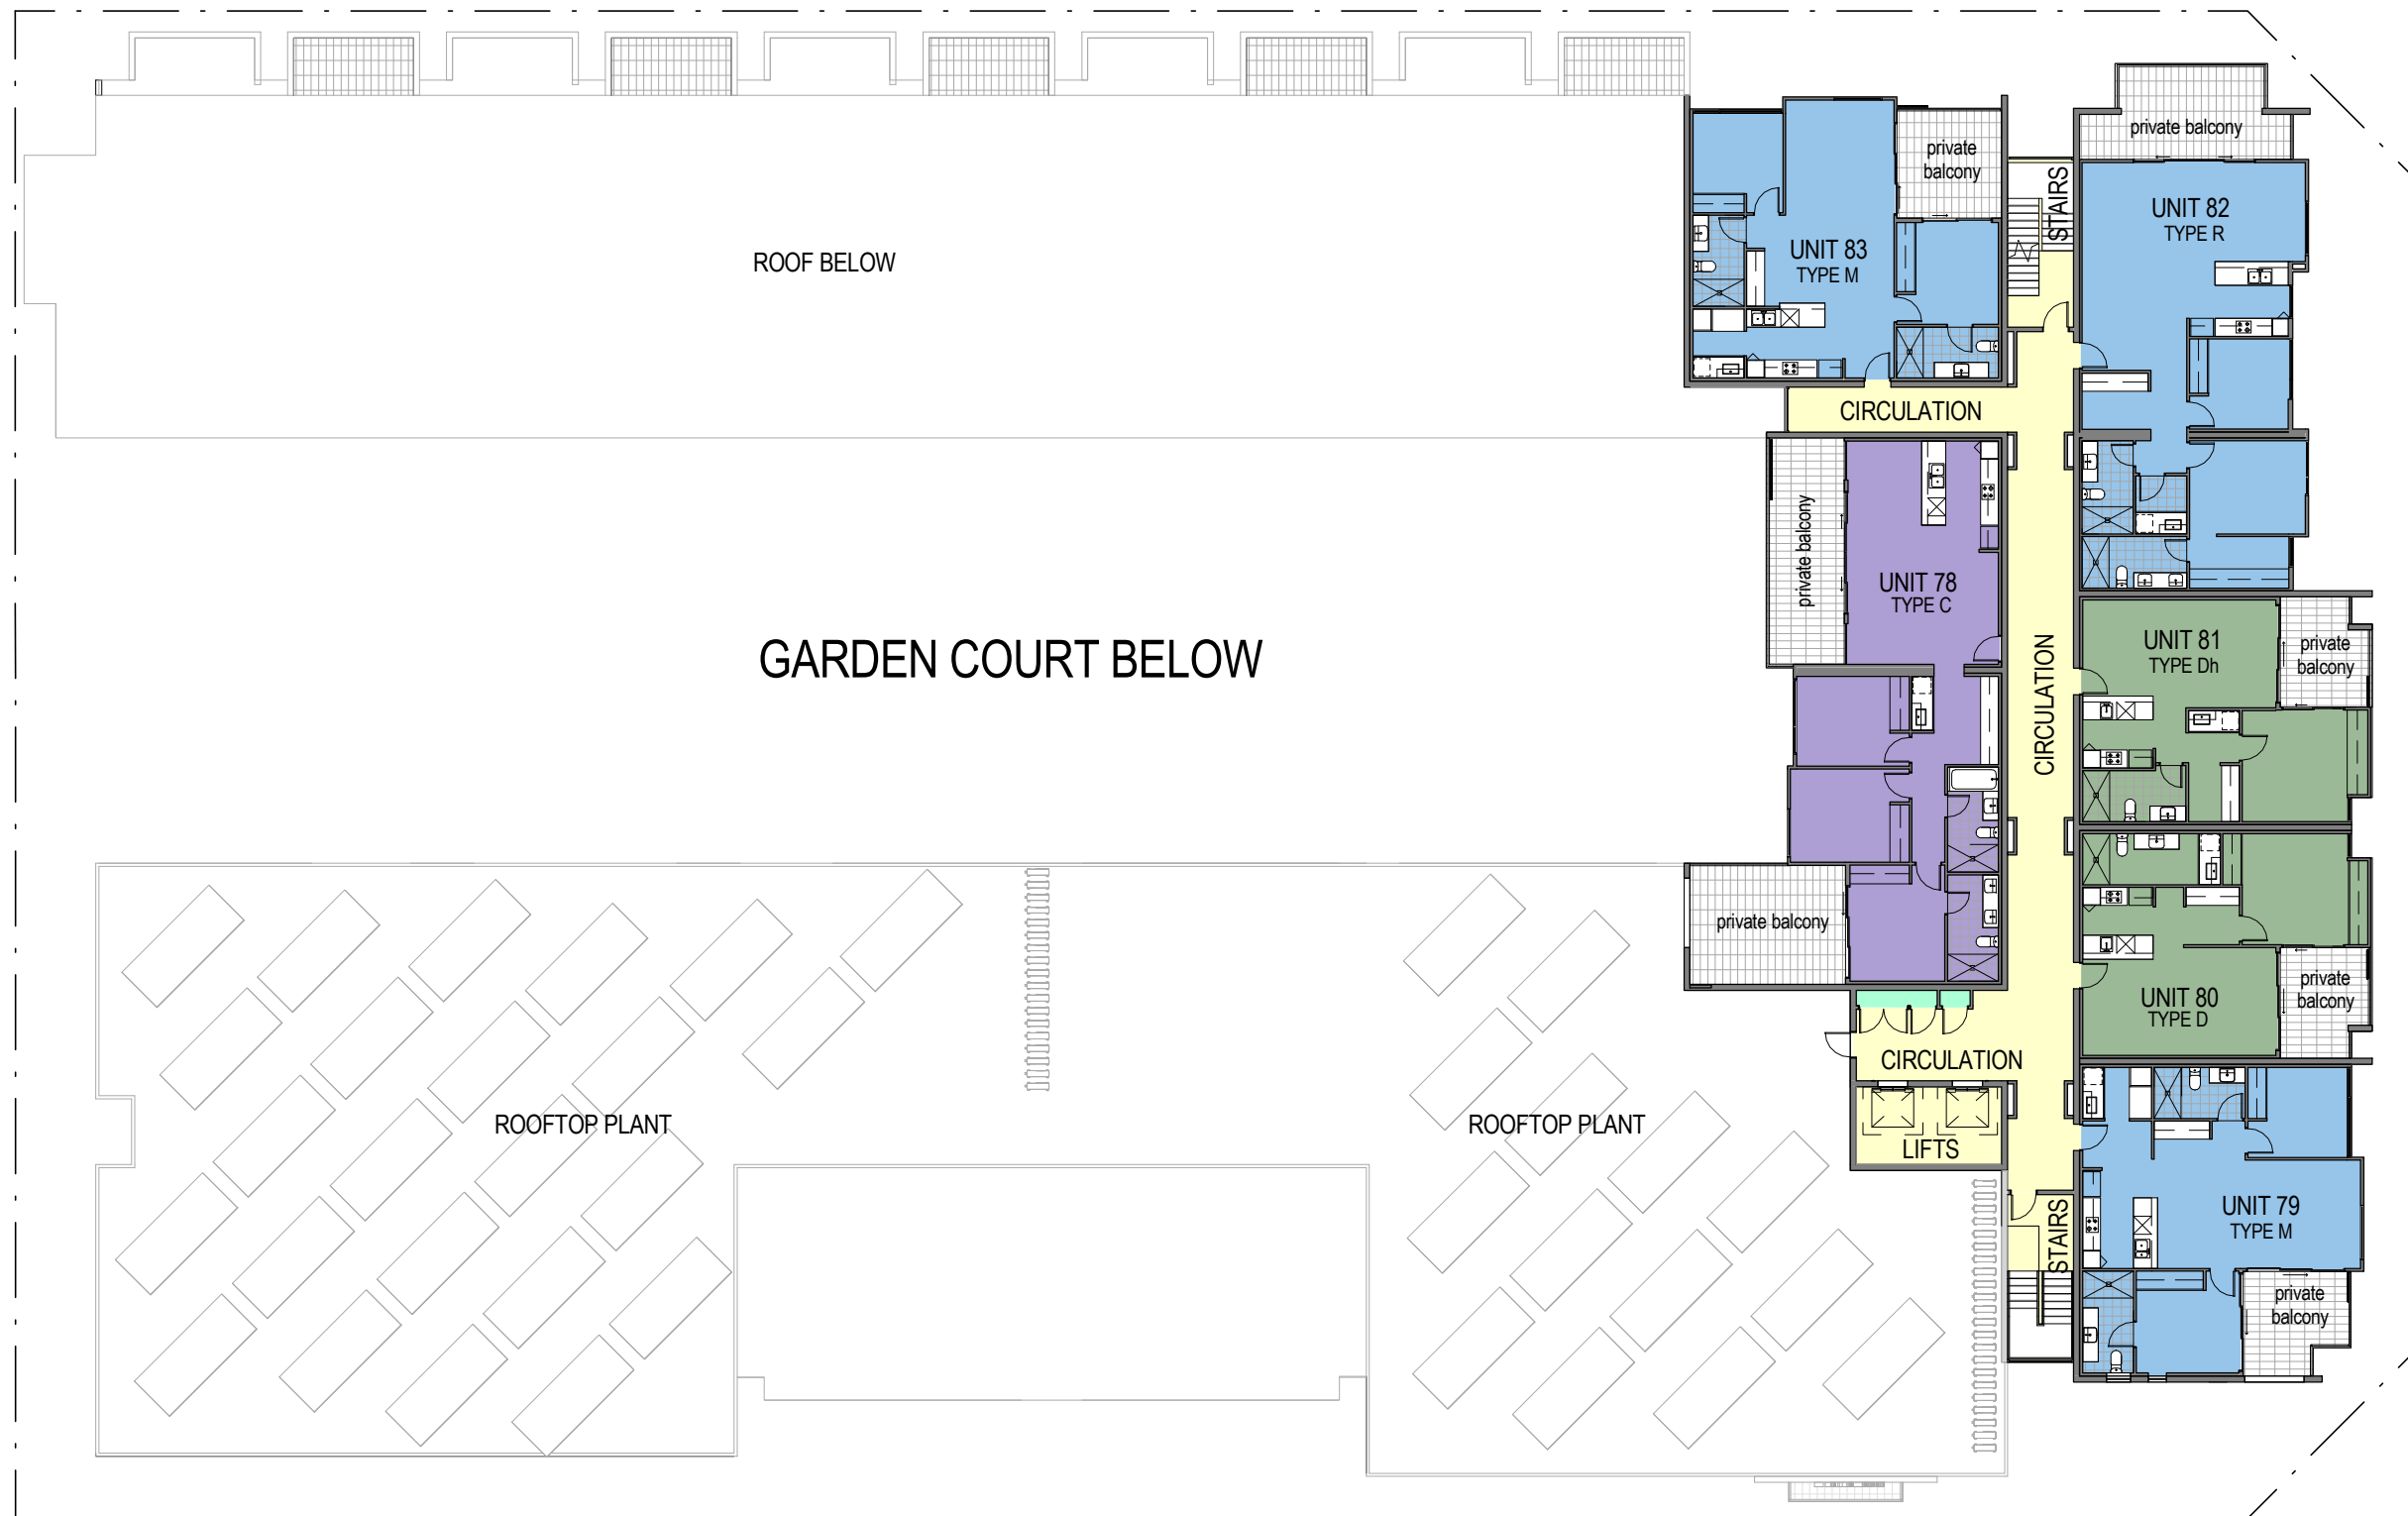 private balcony
private
balcony
STAIRS
UNIT 82
TYPE R
UNIT 83
TYPE M
ROOF BELOW
CIRCULATION
private balcony
UNIT 78
TYPE C
GARDEN COURT BELOW
CIRCULATION
UNIT 81
TYPE Dh
private
balcony
private balcony
UNIT 80
TYPE D
private
balcony
CIRCULATION
ROOFTOP PLANT
ROOFTOP PLANT
LIFTS
STAIRS
UNIT 79
TYPE M
private
balcony